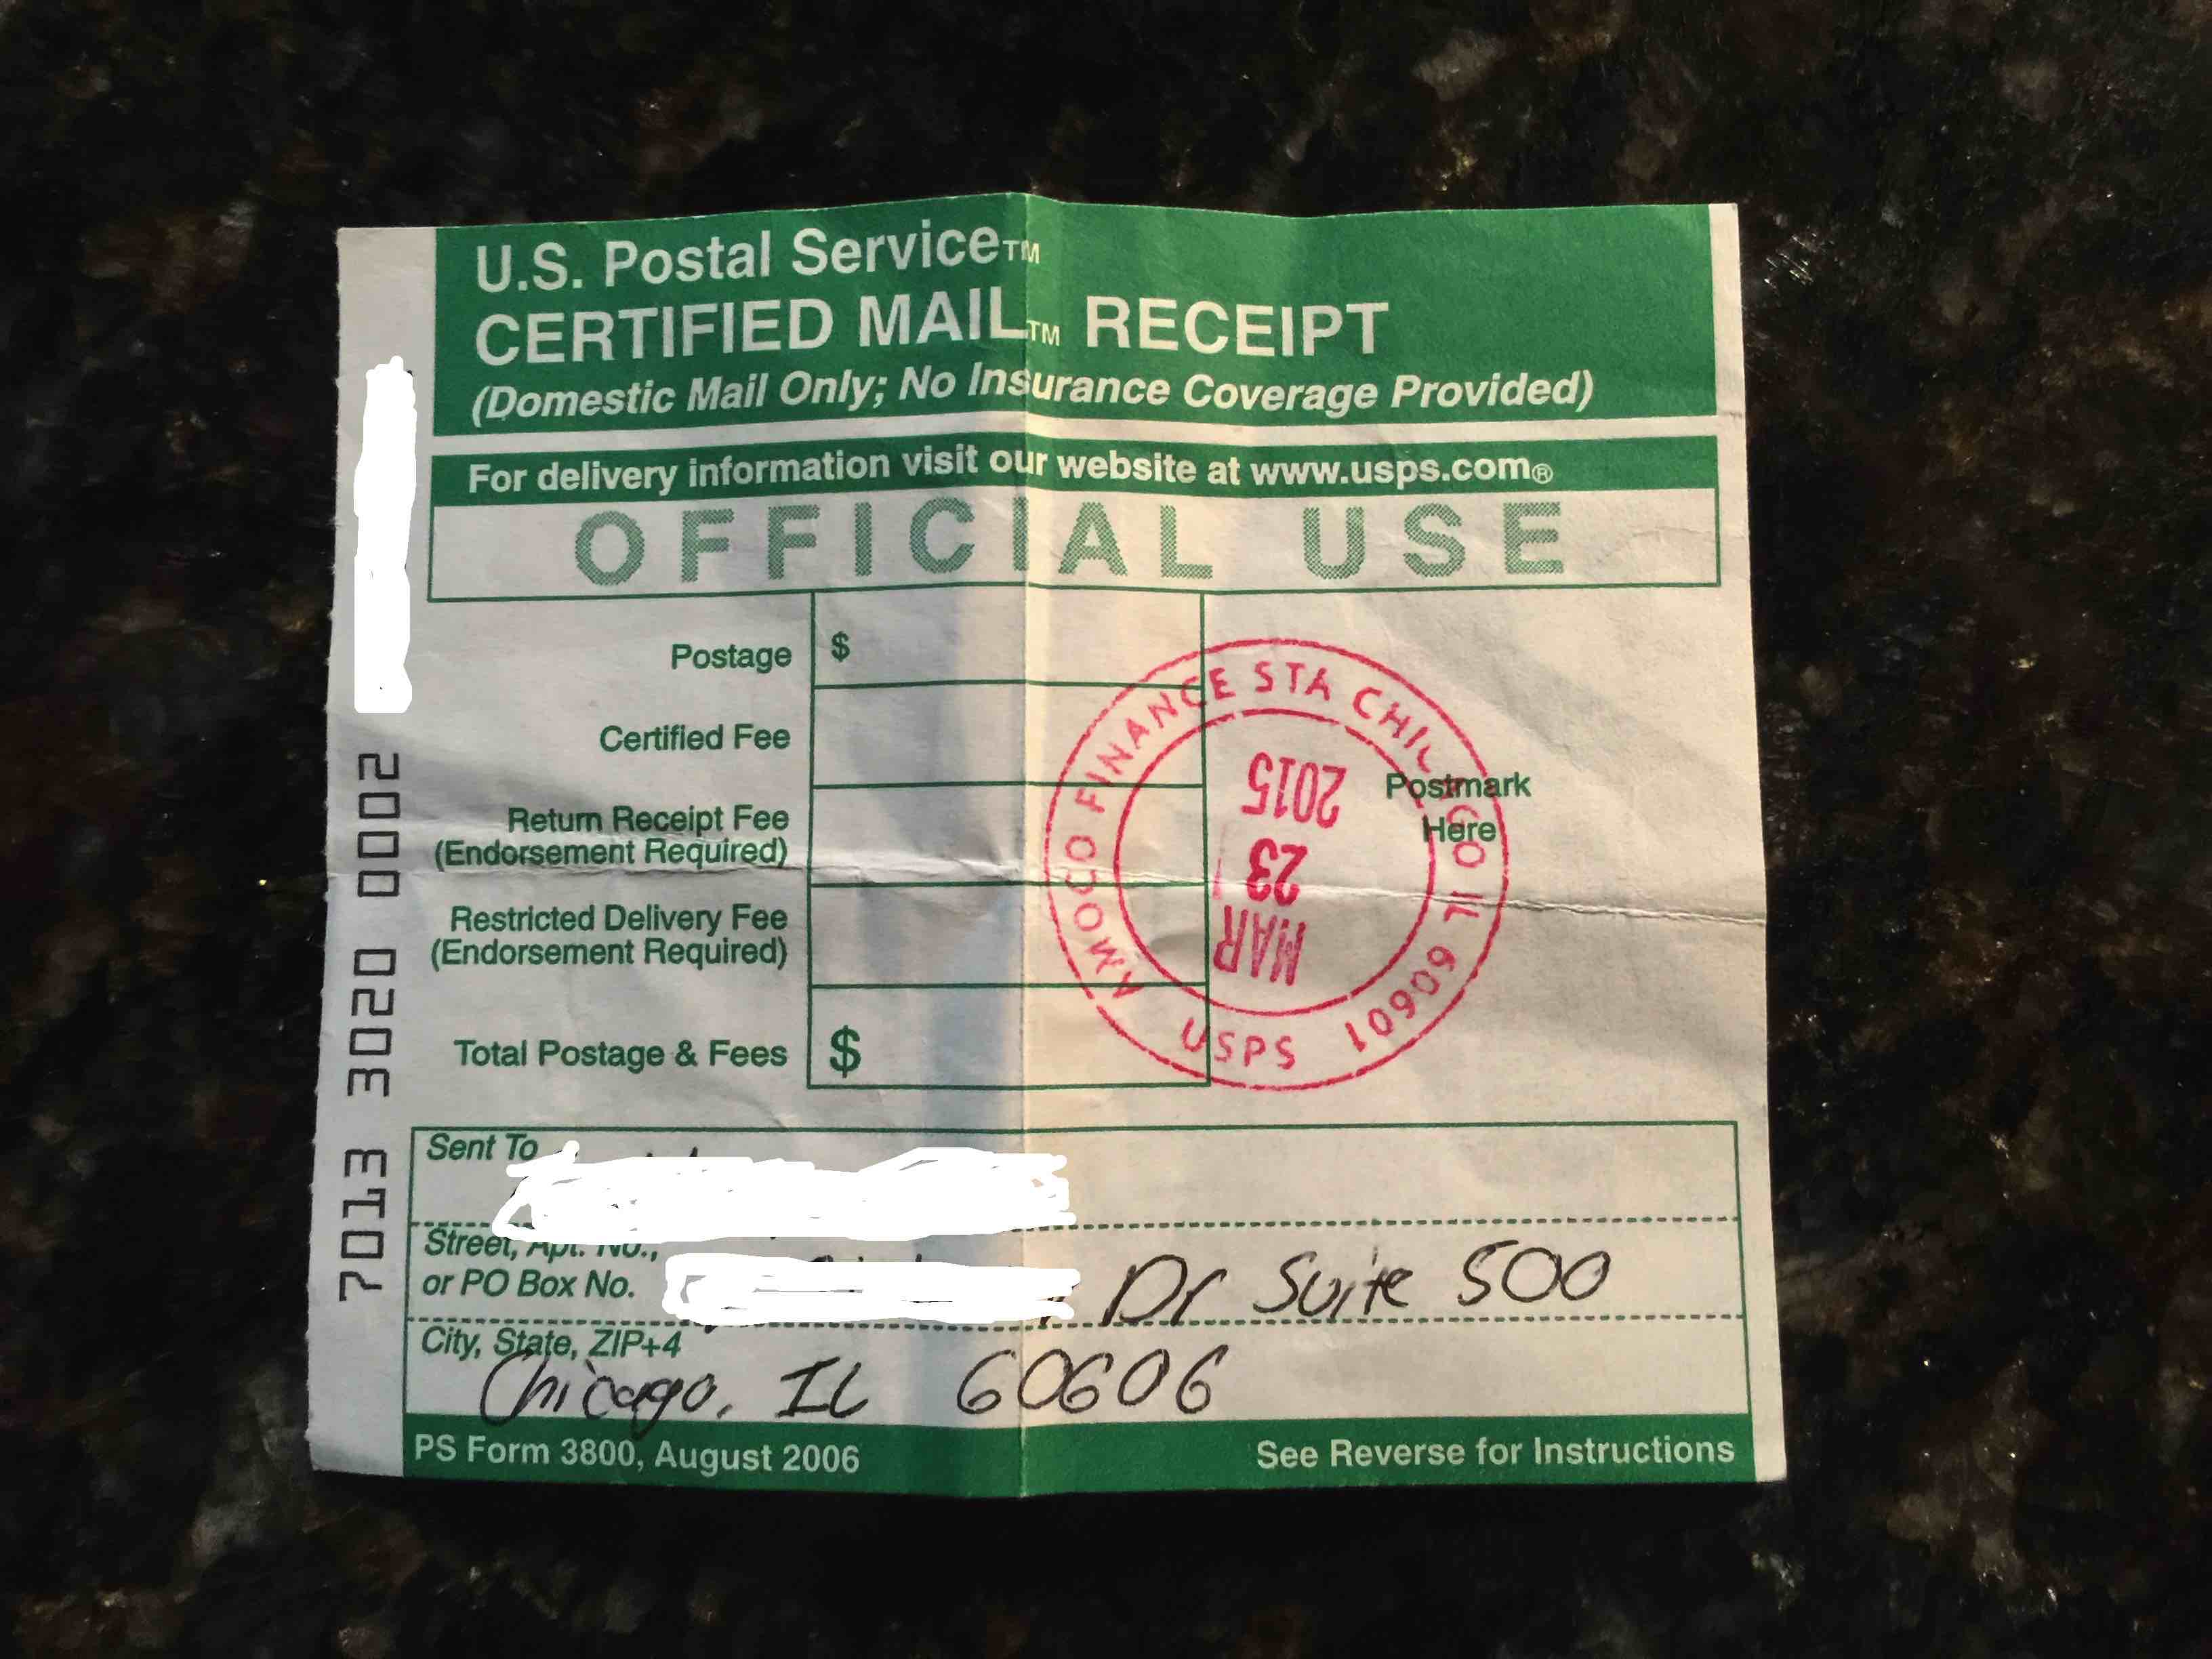 U.S. Postal Service™
CERTIFIED MAIL™ RECEIPT
(Domestic Mail Only; No Insurance Coverage Provided)
For delivery information visit our website at www.usps.com®
OFFICIAL USE
Postage $
Certified Fee
Return Receipt Fee
(Endorsement Required)
Restricted Delivery Fee
(Endorsement Required)
Total Postage & Fees $
Postmark
Here
AMOCO FINANCE STA CHICAGO IL 60601
USPS
MAR
23
2015
7013 3020 0002
Sent To
Street, Apt. No.,
or PO Box No. Dr Suite 500
City, State, ZIP+4
Chicago, IL 60606
PS Form 3800, August 2006 See Reverse for Instructions